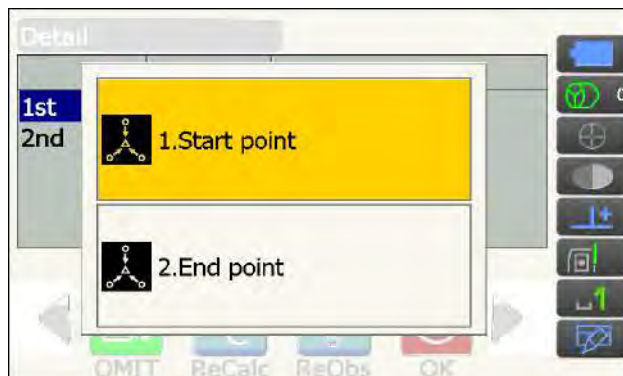 Detail
1st
2nd
1.Start point
2.End point
OMIT ReCalc ReObs OK